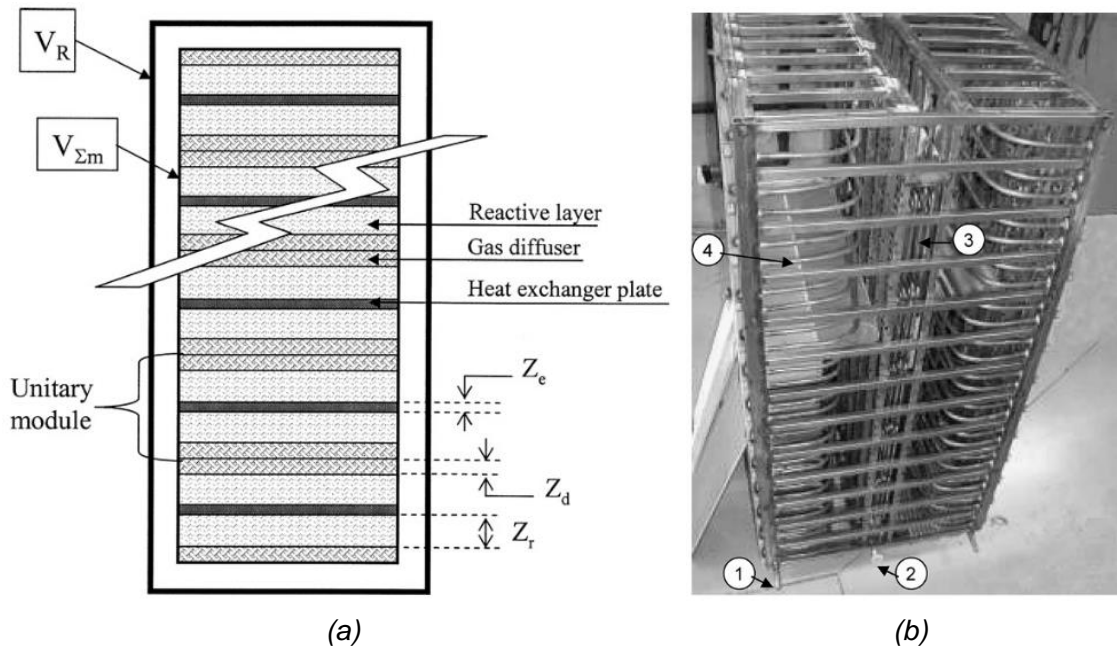 V_R
V_Σm
Reactive layer
Gas diffuser
Heat exchanger plate
Unitary
module
Z_e
Z_d
Z_r
4
3
1
2
(a)
(b)